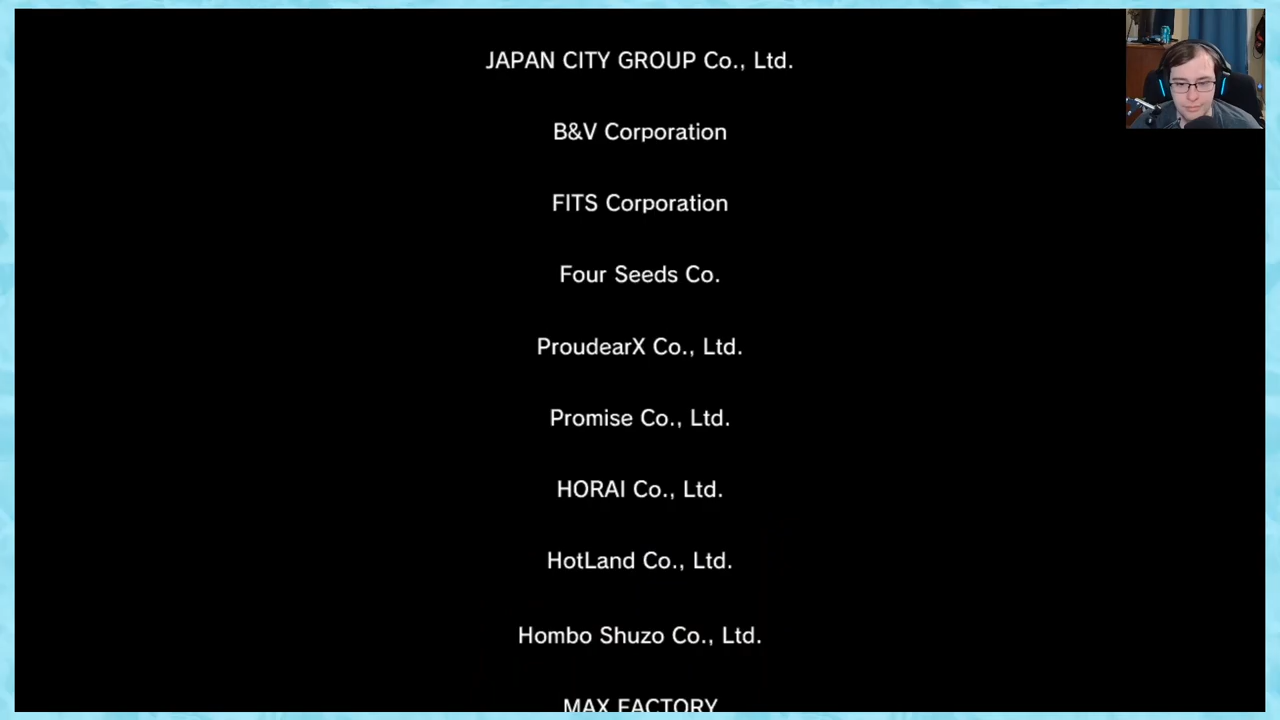 JAPAN CITY GROUP Co., Ltd.
B&V Corporation
FITS Corporation
Four Seeds Co.
ProudearX Co., Ltd.
Promise Co., Ltd.
HORAI Co., Ltd.
HotLand Co., Ltd.
Hombo Shuzo Co., Ltd.
MAX FACTORY